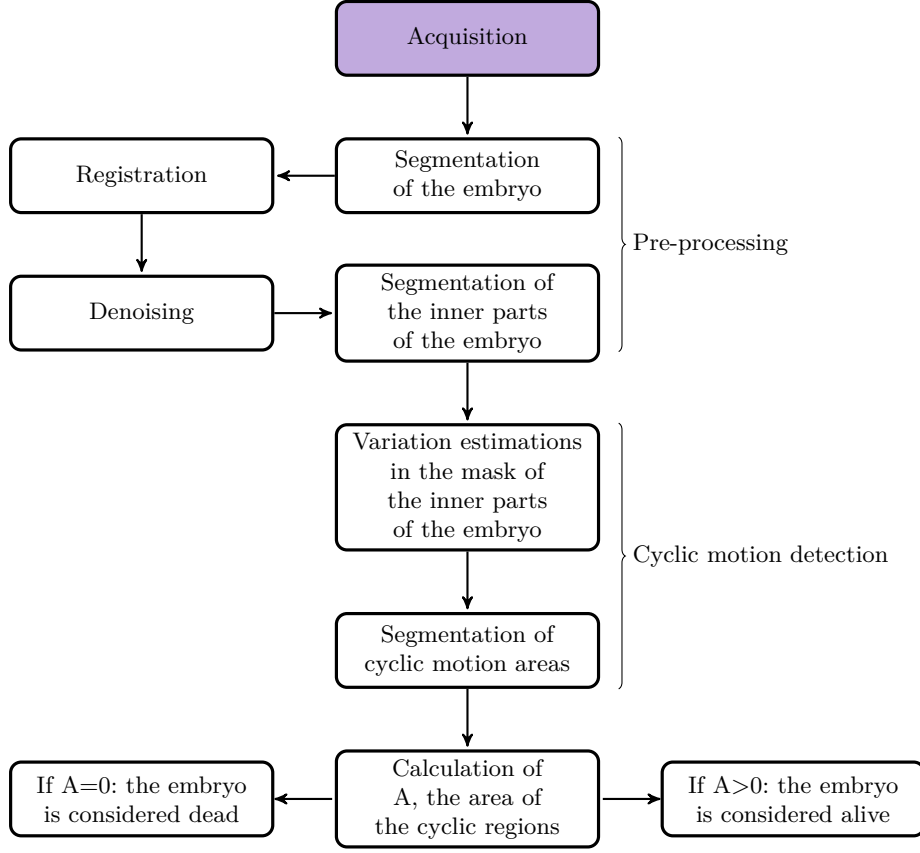 Acquisition
Segmentation
of the embryo
Registration
Pre-processing
Denoising
Segmentation of
the inner parts
of the embryo
Variation estimations
in the mask of
the inner parts
of the embryo
Cyclic motion detection
Segmentation of
cyclic motion areas
Calculation of
A, the area of
the cyclic regions
If A=0: the embryo
is considered dead
If A>0: the embryo
is considered alive